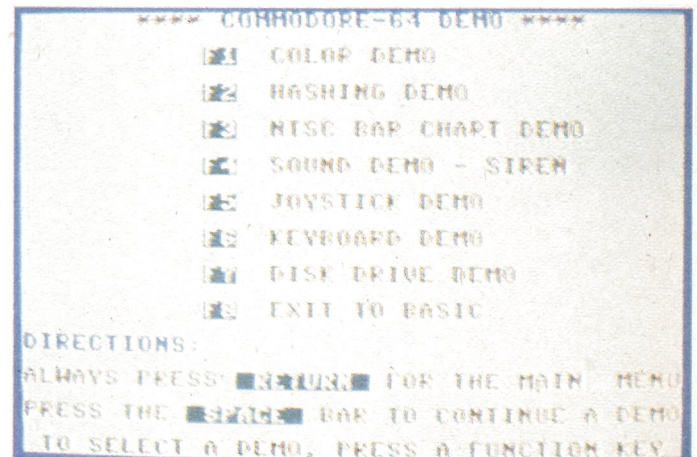 **** COMMODORE-64 DEMO ****
F1 COLOR DEMO
F2 HASHING DEMO
F3 NTSC BAR CHART DEMO
F4 SOUND DEMO - SIREN
F5 JOYSTICK DEMO
F6 KEYBOARD DEMO
F7 DISK DRIVE DEMO
F8 EXIT TO BASIC
DIRECTIONS:
ALWAYS PRESS RETURN FOR THE MAIN MENU
PRESS THE SPACE BAR TO CONTINUE A DEMO
TO SELECT A DEMO, PRESS A FUNCTION KEY